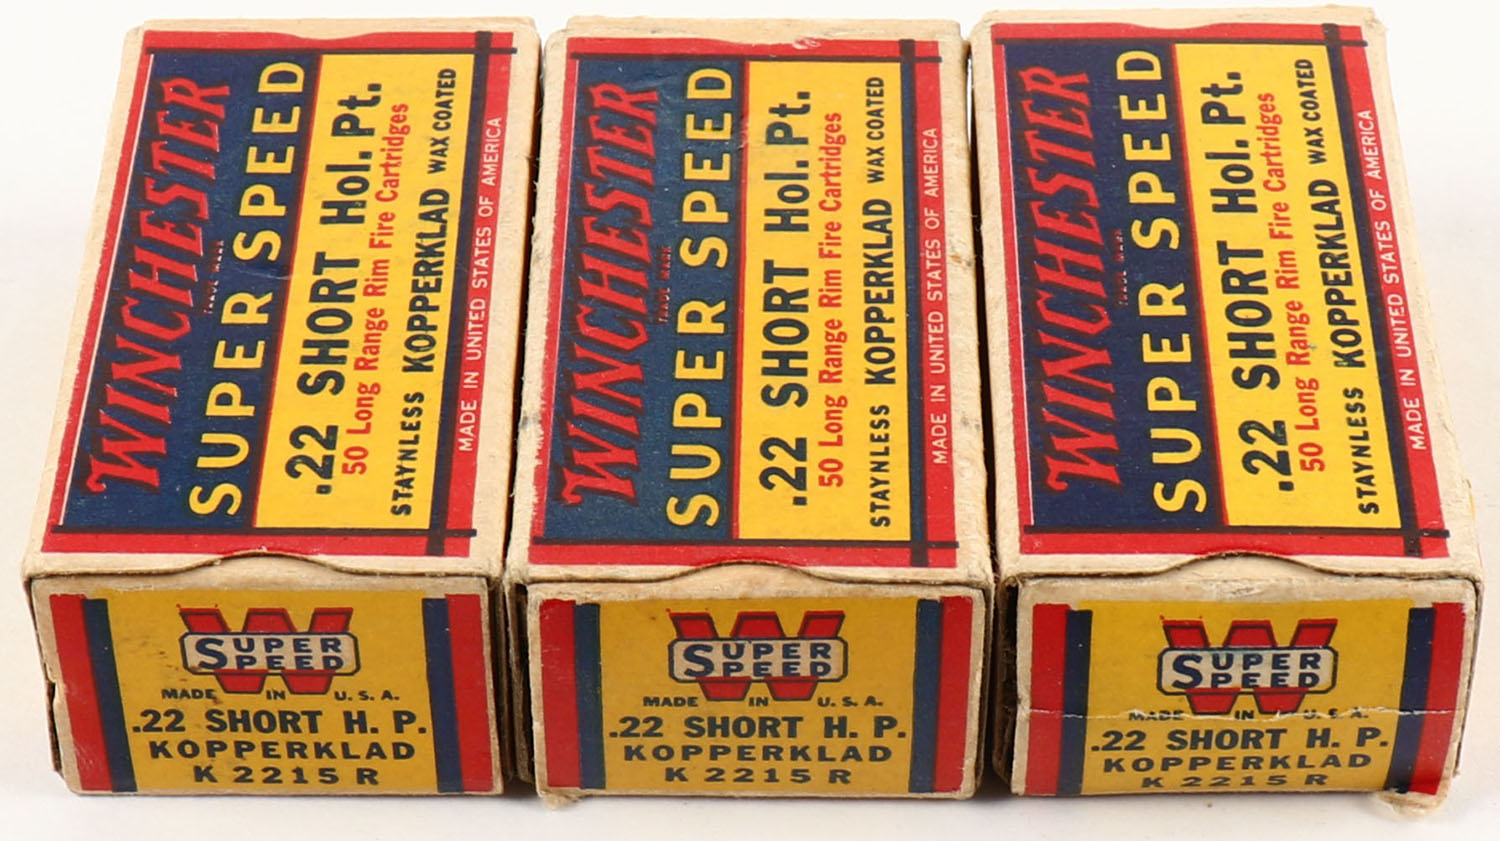 WINCHESTER
TRADE MARK
SUPER SPEED
.22 SHORT Hol. Pt.
50 Long Range Rim Fire Cartridges
STAYNLESS KOPPERKLAD WAX COATED
MADE IN UNITED STATES OF AMERICA
WINCHESTER
TRADE MARK
SUPER SPEED
.22 SHORT Hol. Pt.
50 Long Range Rim Fire Cartridges
STAYNLESS KOPPERKLAD WAX COATED
MADE IN UNITED STATES OF AMERICA
WINCHESTER
TRADE MARK
SUPER SPEED
.22 SHORT Hol. Pt.
50 Long Range Rim Fire Cartridges
STAYNLESS KOPPERKLAD WAX COATED
MADE IN UNITED STATES OF AMERICA
W
SUPER
SPEED
MADE IN U.S.A.
.22 SHORT H. P.
KOPPERKLAD
K 2215 R
W
SUPER
SPEED
MADE IN U.S.A.
.22 SHORT H. P.
KOPPERKLAD
K 2215 R
W
SUPER
SPEED
MADE IN U.S.A.
.22 SHORT H. P.
KOPPERKLAD
K 2215 R